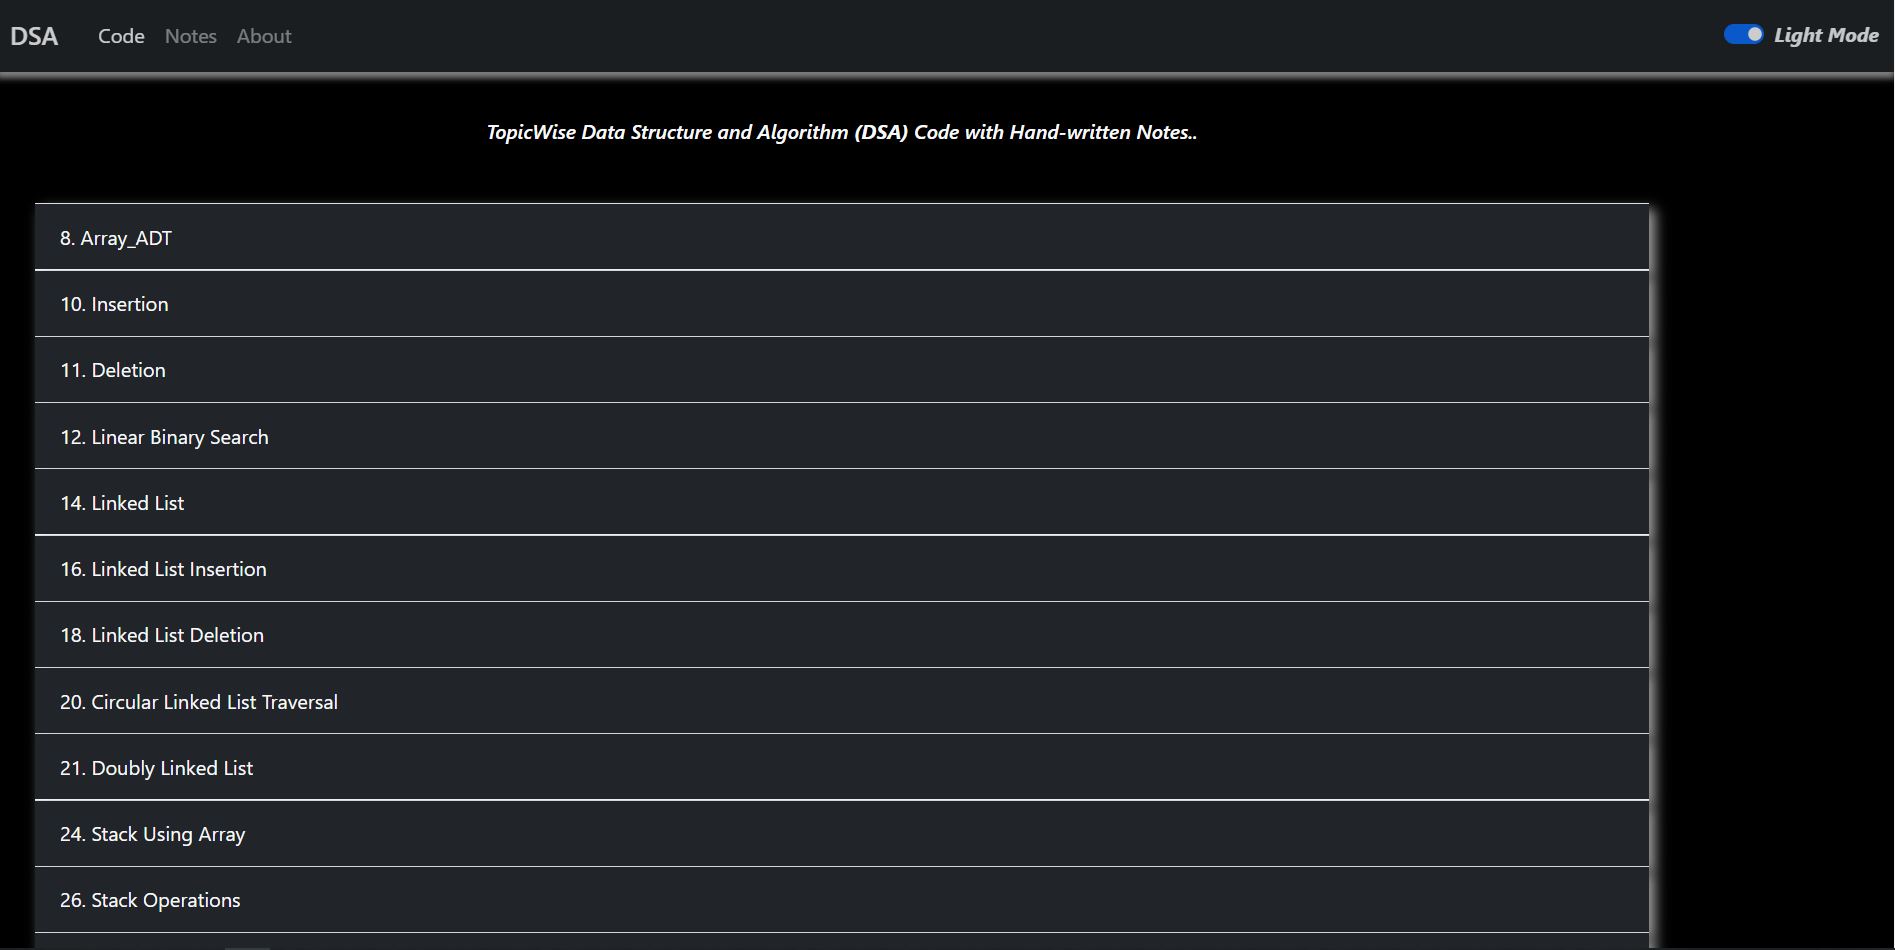 DSA Code Notes About Light Mode
TopicWise Data Structure and Algorithm (DSA) Code with Hand-written Notes..
8. Array_ADT
10. Insertion
11. Deletion
12. Linear Binary Search
14. Linked List
16. Linked List Insertion
18. Linked List Deletion
20. Circular Linked List Traversal
21. Doubly Linked List
24. Stack Using Array
26. Stack Operations